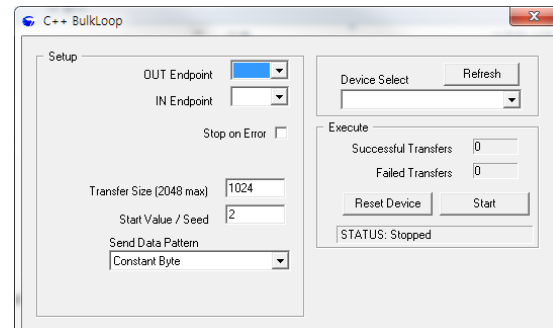 C++ BulkLoop
Setup
OUT Endpoint
IN Endpoint
Stop on Error
Transfer Size (2048 max) 1024
Start Value / Seed 2
Send Data Pattern
Constant Byte
Device Select Refresh
Execute
Successful Transfers 0
Failed Transfers 0
Reset Device Start
STATUS: Stopped